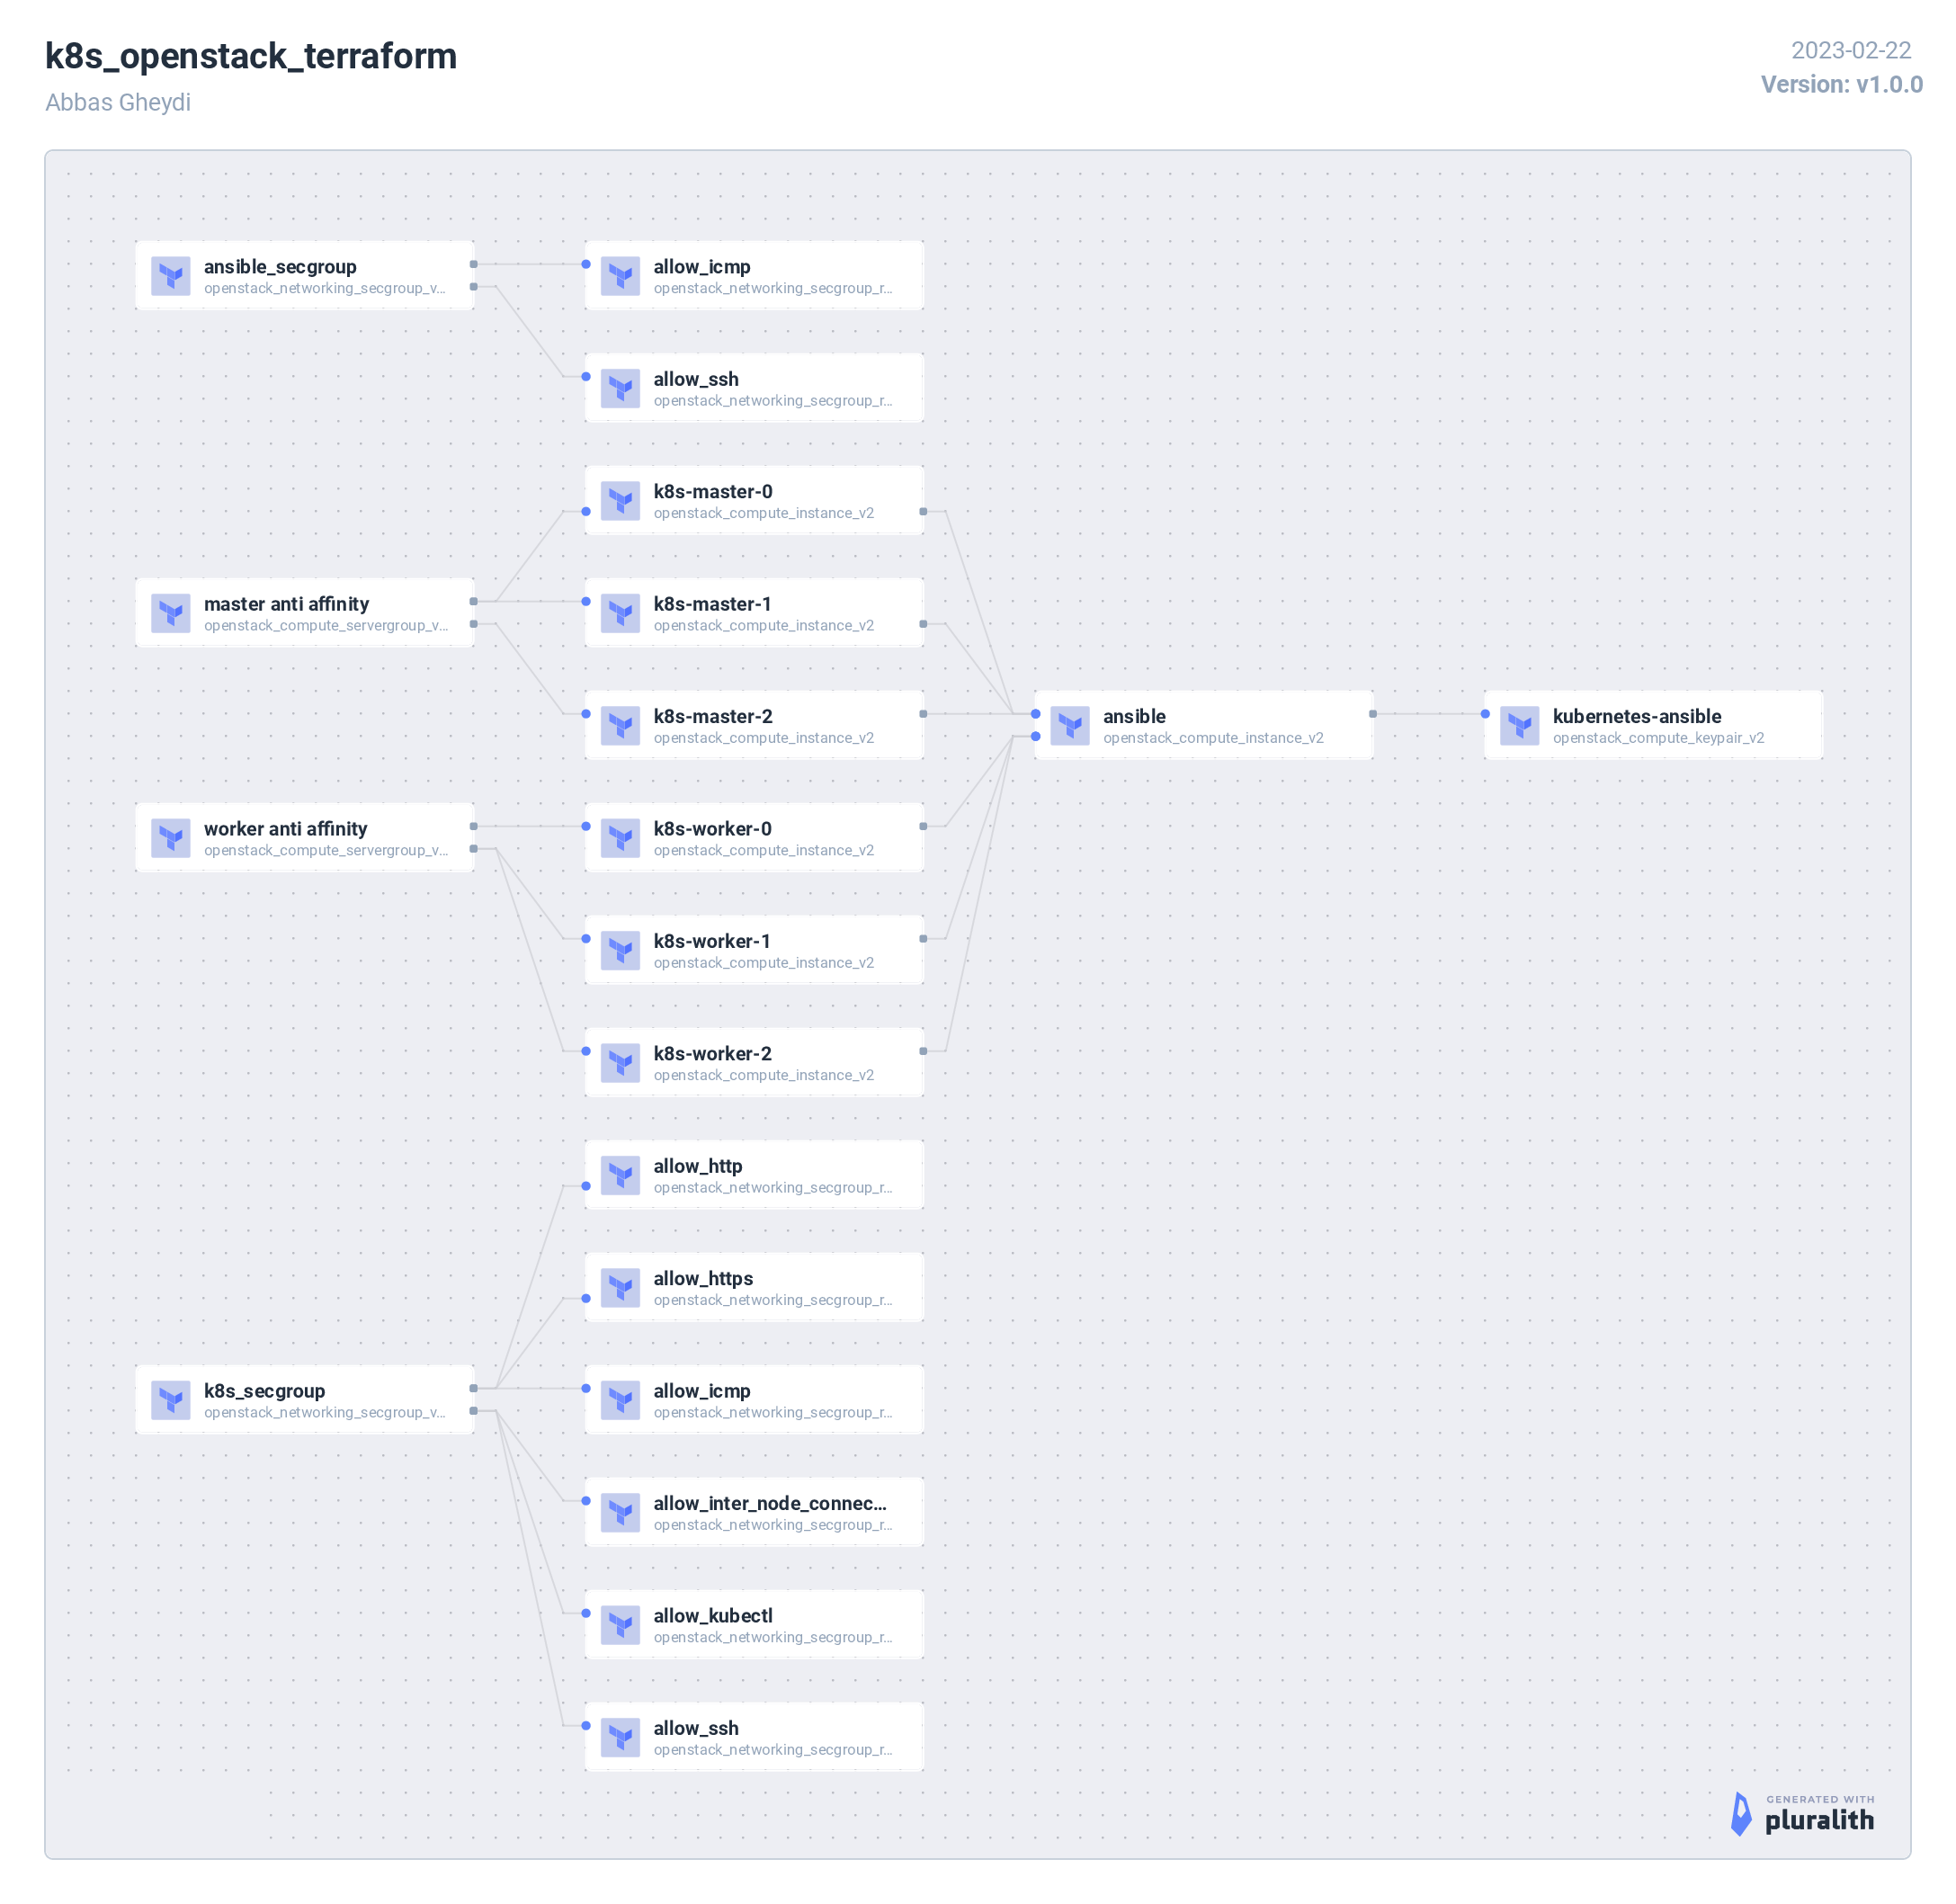 k8s_openstack_terraform
Abbas Gheydi
2023-02-22
Version: v1.0.0
ansible_secgroup
openstack_networking_secgroup_v...
allow_icmp
openstack_networking_secgroup_r...
allow_ssh
openstack_networking_secgroup_r...
k8s-master-0
openstack_compute_instance_v2
master anti affinity
openstack_compute_servergroup_v...
k8s-master-1
openstack_compute_instance_v2
k8s-master-2
openstack_compute_instance_v2
ansible
openstack_compute_instance_v2
kubernetes-ansible
openstack_compute_keypair_v2
worker anti affinity
openstack_compute_servergroup_v...
k8s-worker-0
openstack_compute_instance_v2
k8s-worker-1
openstack_compute_instance_v2
k8s-worker-2
openstack_compute_instance_v2
allow_http
openstack_networking_secgroup_r...
allow_https
openstack_networking_secgroup_r...
k8s_secgroup
openstack_networking_secgroup_v...
allow_icmp
openstack_networking_secgroup_r...
allow_inter_node_connec...
openstack_networking_secgroup_r...
allow_kubectl
openstack_networking_secgroup_r...
allow_ssh
openstack_networking_secgroup_r...
GENERATED WITH
pluralith